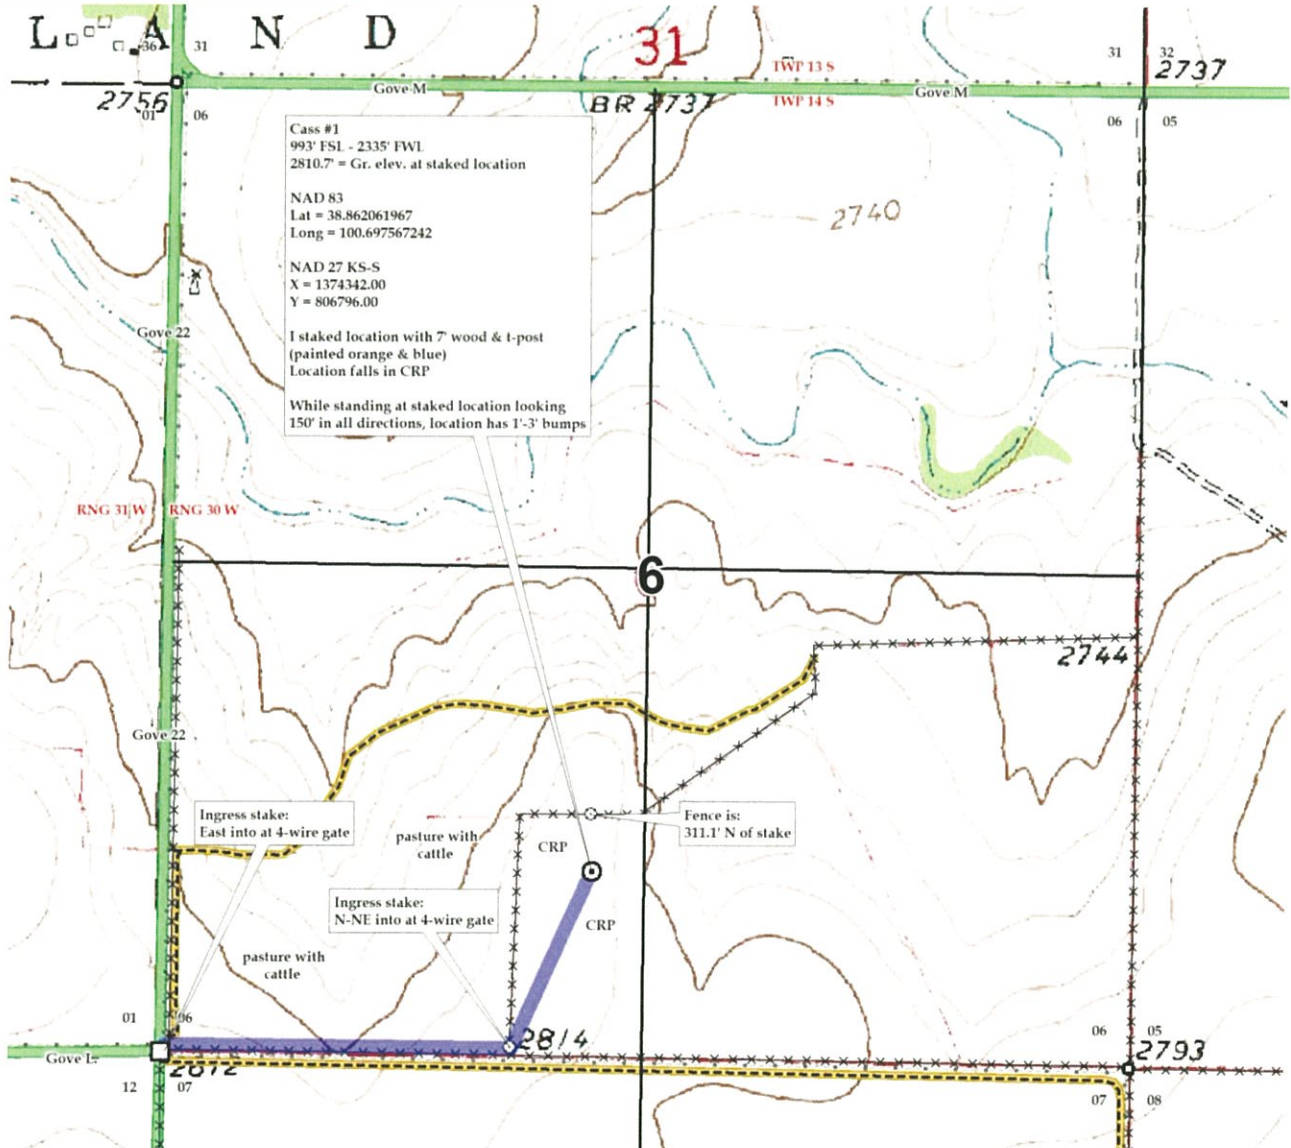 L A N D
36
31
31
31
32
2737
TWP 13 S
Gove M
Gove M
2756
BR 2737
TWP 14 S
01
06
06
05
Cass #1
993' FSL - 2335' FWL
2810.7' = Gr. elev. at staked location
NAD 83
Lat = 38.862061967
Long = 100.697567242
NAD 27 KS-S
X = 1374342.00
Y = 806796.00
I staked location with 7' wood & t-post
(painted orange & blue)
Location falls in CRP
While standing at staked location looking
150' in all directions, location has 1'-3' bumps
2740
Gove 22
RNG 31 W
RNG 30 W
6
2744
Gove 22
Ingress stake:
East into at 4-wire gate
pasture with
cattle
CRP
Fence is:
311.1' N of stake
Ingress stake:
N-NE into at 4-wire gate
CRP
pasture with
cattle
01
06
06
05
2814
2793
Gove L
2812
12
07
07
08